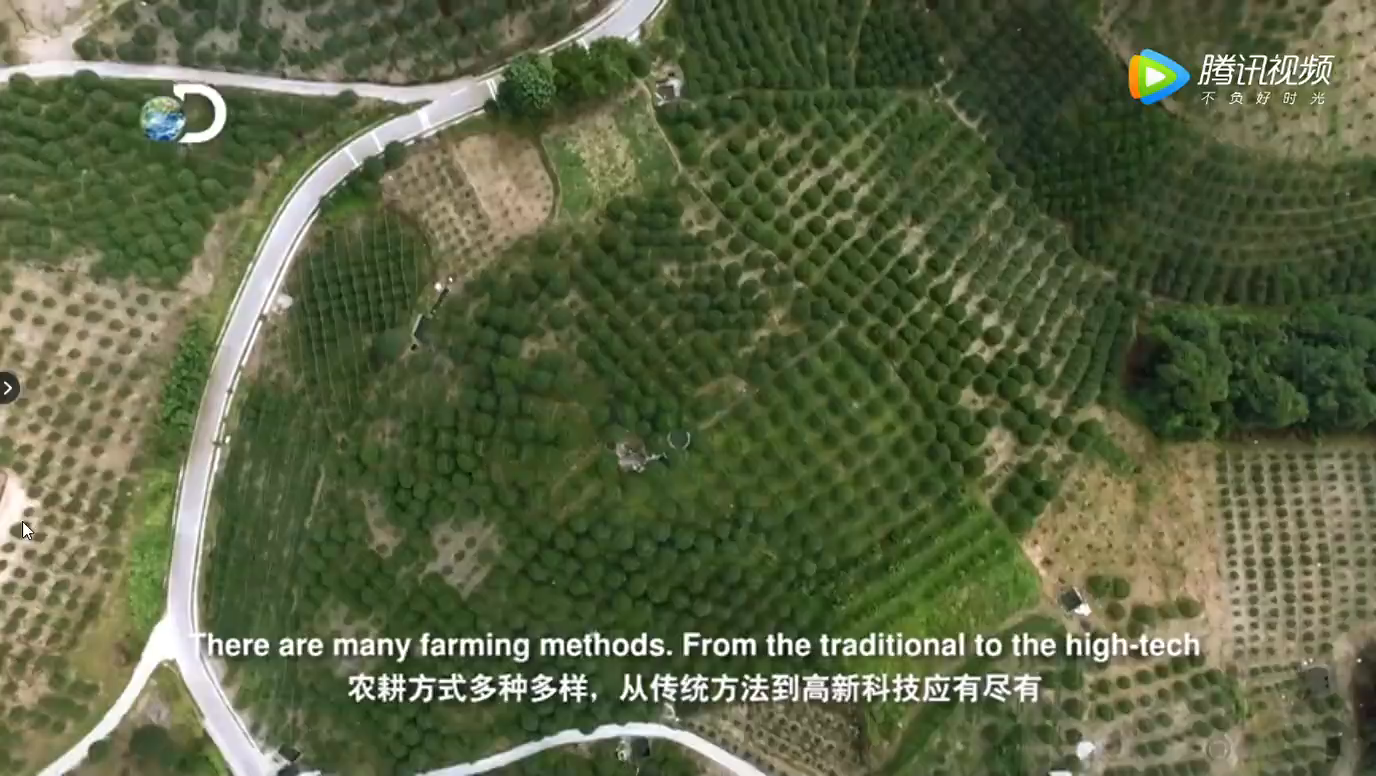 腾讯视频
不负好时光
There are many farming methods. From the traditional to the high-tech
农耕方式多种多样，从传统方法到高新科技应有尽有